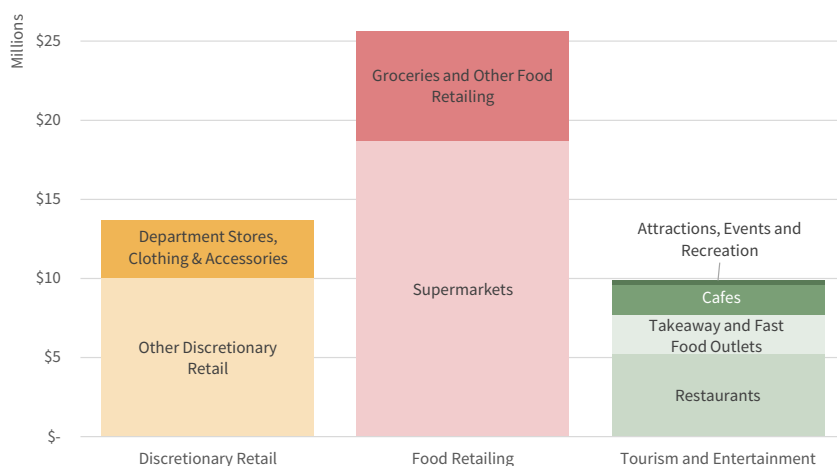 Millions
$25
$20
$15
$10
$5
$-
Department Stores,
Clothing & Accessories
Other Discretionary
Retail
Groceries and Other Food
Retailing
Supermarkets
Attractions, Events and
Recreation
Cafes
Takeaway and Fast
Food Outlets
Restaurants
Discretionary Retail
Food Retailing
Tourism and Entertainment